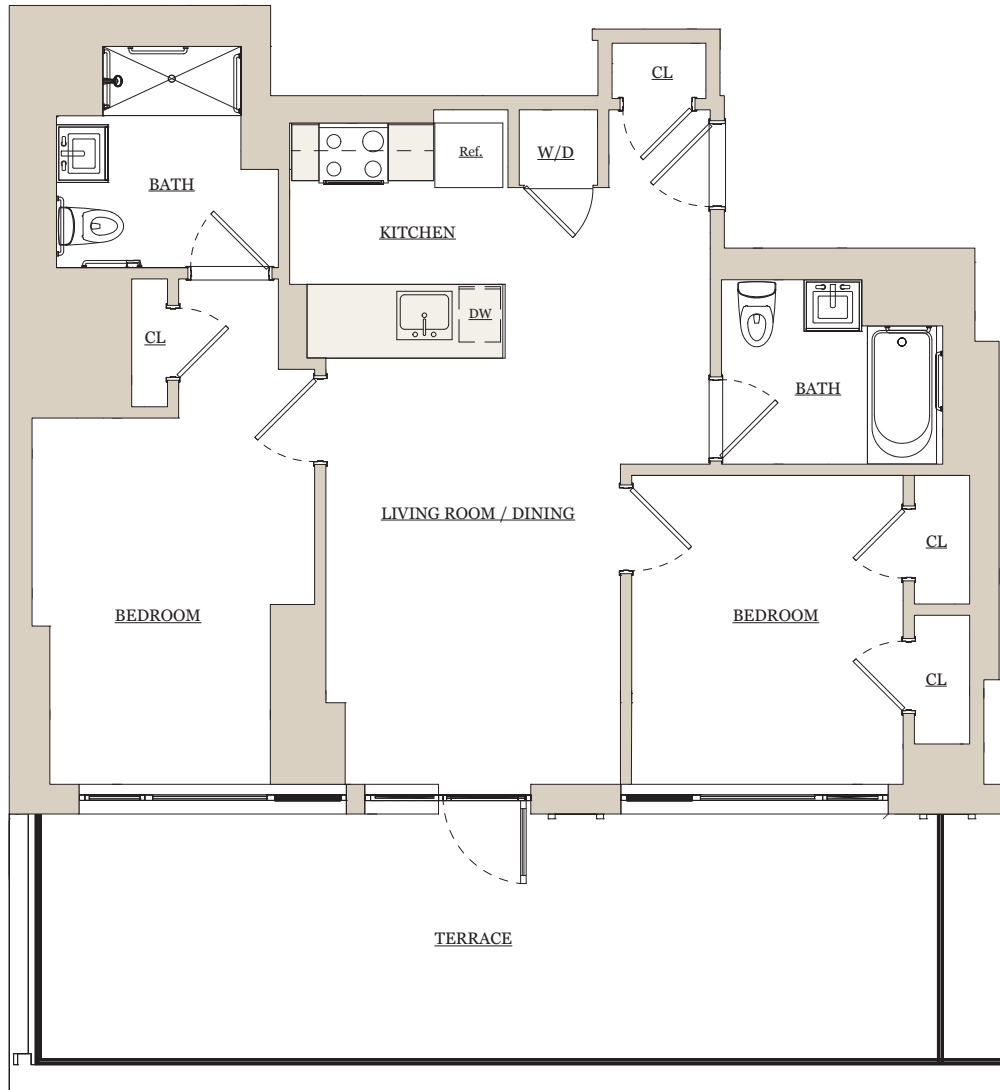 CL
Ref.
W/D
BATH
KITCHEN
DW
CL
BATH
LIVING ROOM / DINING
CL
BEDROOM
BEDROOM
CL
TERRACE